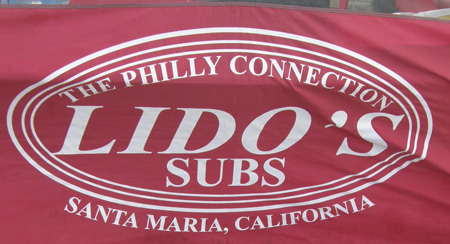 THE PHILLY CONNECTION
LIDO'S
SUBS
SANTA MARIA, CALIFORNIA